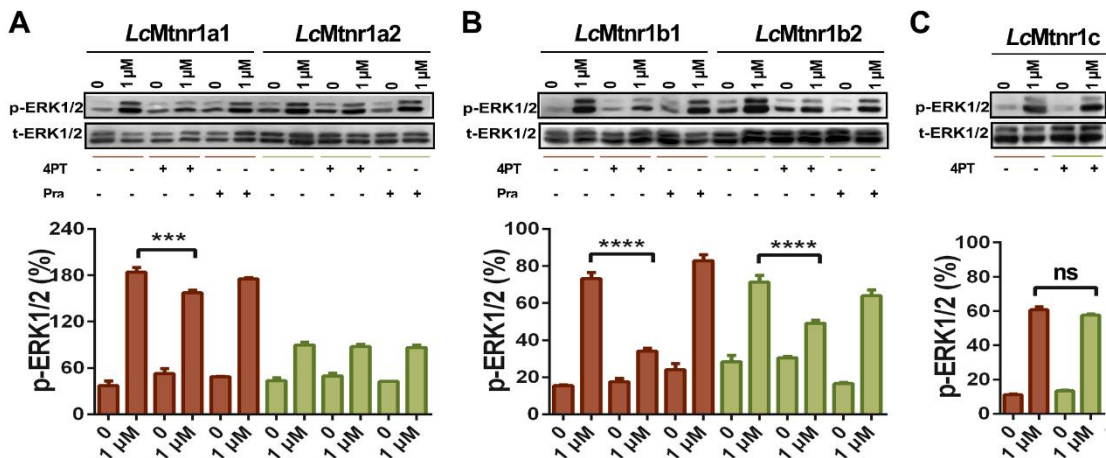 A
LcMtnr1a1 LcMtnr1a2
0 1 μM 0 1 μM 0 1 μM 0 1 μM 0 1 μM 0 1 μM
p-ERK1/2
t-ERK1/2
4PT - - + + - - - - + + - -
Pra - - - - + + - - - - + +
p-ERK1/2 (%)
240
180
120
60
0
***
0 1 μM 0 1 μM 0 1 μM 0 1 μM 0 1 μM 0 1 μM
B
LcMtnr1b1 LcMtnr1b2
0 1 μM 0 1 μM 0 1 μM 0 1 μM 0 1 μM 0 1 μM
p-ERK1/2
t-ERK1/2
4PT - - + + - - - - + + - -
Pra - - - - + + - - - - + +
p-ERK1/2 (%)
100
80
60
40
20
0
**** ****
0 1 μM 0 1 μM 0 1 μM 0 1 μM 0 1 μM 0 1 μM
C
LcMtnr1c
0 1 μM 0 1 μM
p-ERK1/2
t-ERK1/2
4PT - - + +
p-ERK1/2 (%)
100
80
60
40
20
0
ns
0 1 μM 0 1 μM